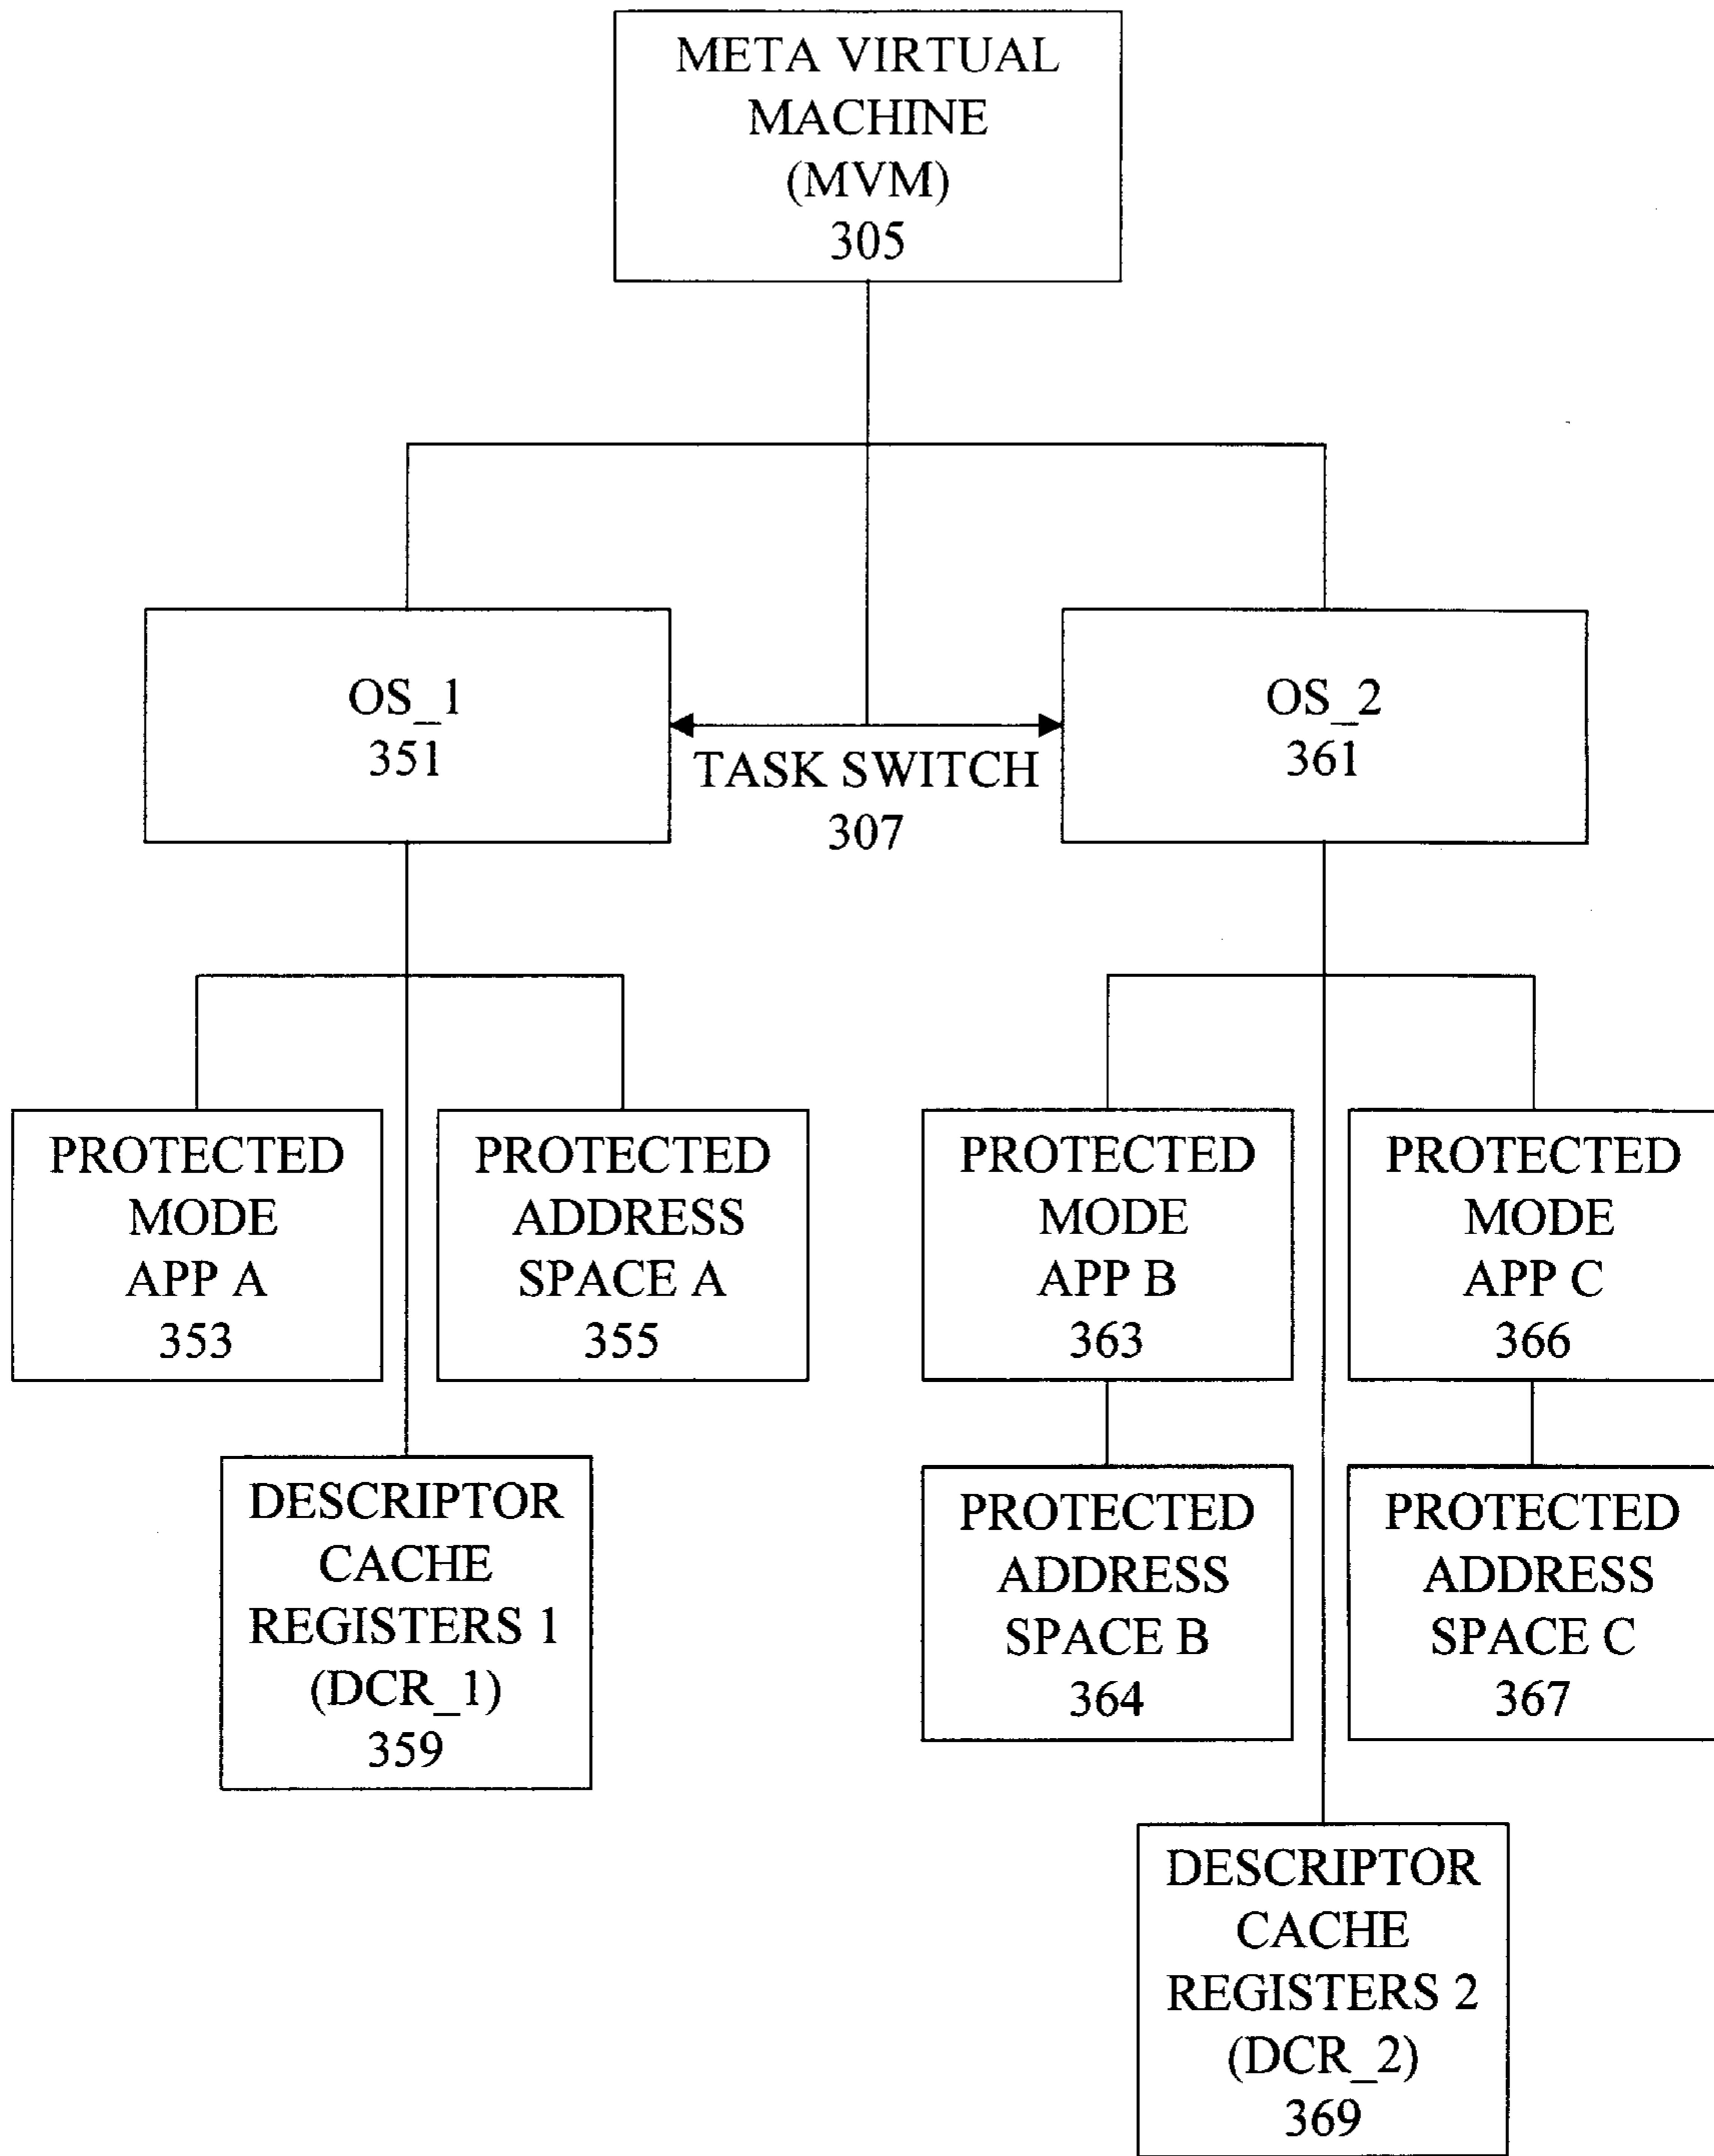 META VIRTUAL
MACHINE
(MVM)
305
OS_1
351
TASK SWITCH
307
OS_2
361
PROTECTED
MODE
APP A
353
PROTECTED
ADDRESS
SPACE A
355
DESCRIPTOR
CACHE
REGISTERS 1
(DCR_1)
359
PROTECTED
MODE
APP B
363
PROTECTED
MODE
APP C
366
PROTECTED
ADDRESS
SPACE B
364
PROTECTED
ADDRESS
SPACE C
367
DESCRIPTOR
CACHE
REGISTERS 2
(DCR_2)
369